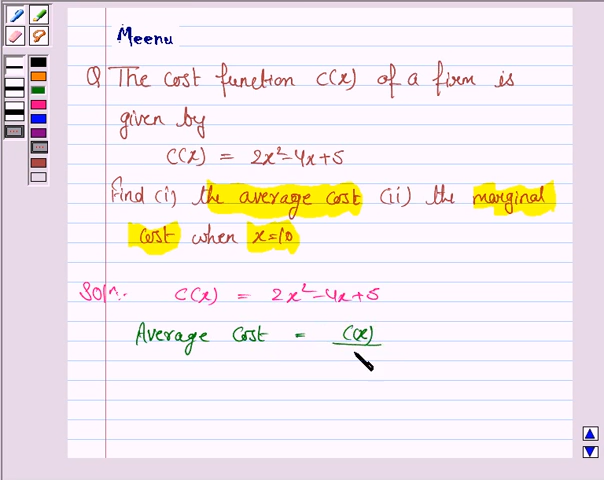 Meenu
Q The cost function C(x) of a firm is
given by
C(x) = 2x²-4x+5
Find (i) the average cost (ii) the marginal
cost when x=10
Soln:. C(x) = 2x²-4x+5
Average cost = C(x)